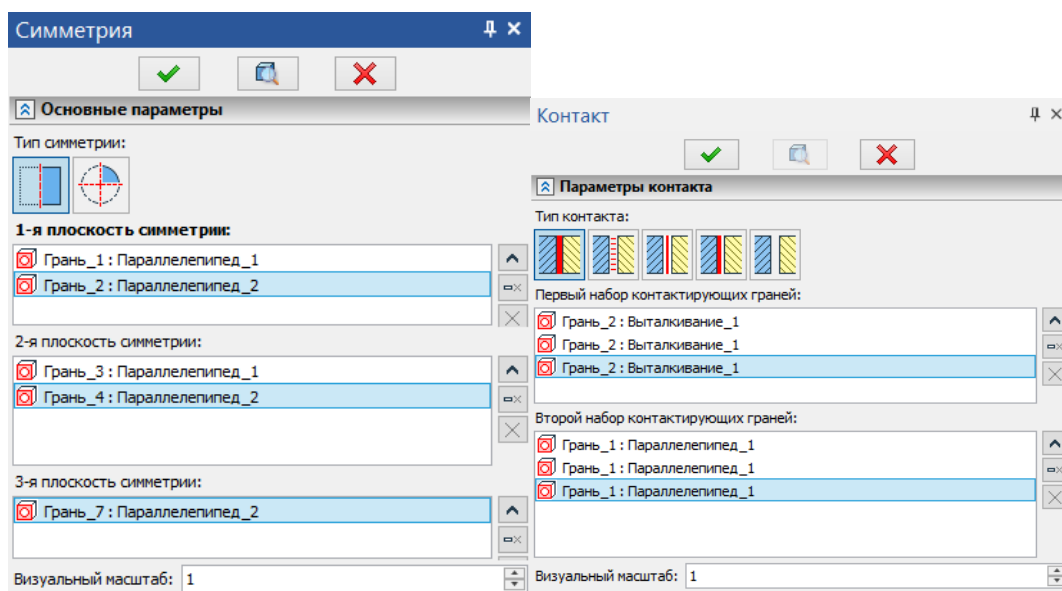 Симметрия
Основные параметры
Тип симметрии:
1-я плоскость симметрии:
Грань_1 : Параллелепипед_1
Грань_2 : Параллелепипед_2
2-я плоскость симметрии:
Грань_3 : Параллелепипед_1
Грань_4 : Параллелепипед_2
3-я плоскость симметрии:
Грань_7 : Параллелепипед_2
Визуальный масштаб: 1
Контакт
Параметры контакта
Тип контакта:
Первый набор контактирующих граней:
Грань_2 : Выталкивание_1
Грань_2 : Выталкивание_1
Грань_2 : Выталкивание_1
Второй набор контактирующих граней:
Грань_1 : Параллелепипед_1
Грань_1 : Параллелепипед_1
Грань_1 : Параллелепипед_1
Визуальный масштаб: 1